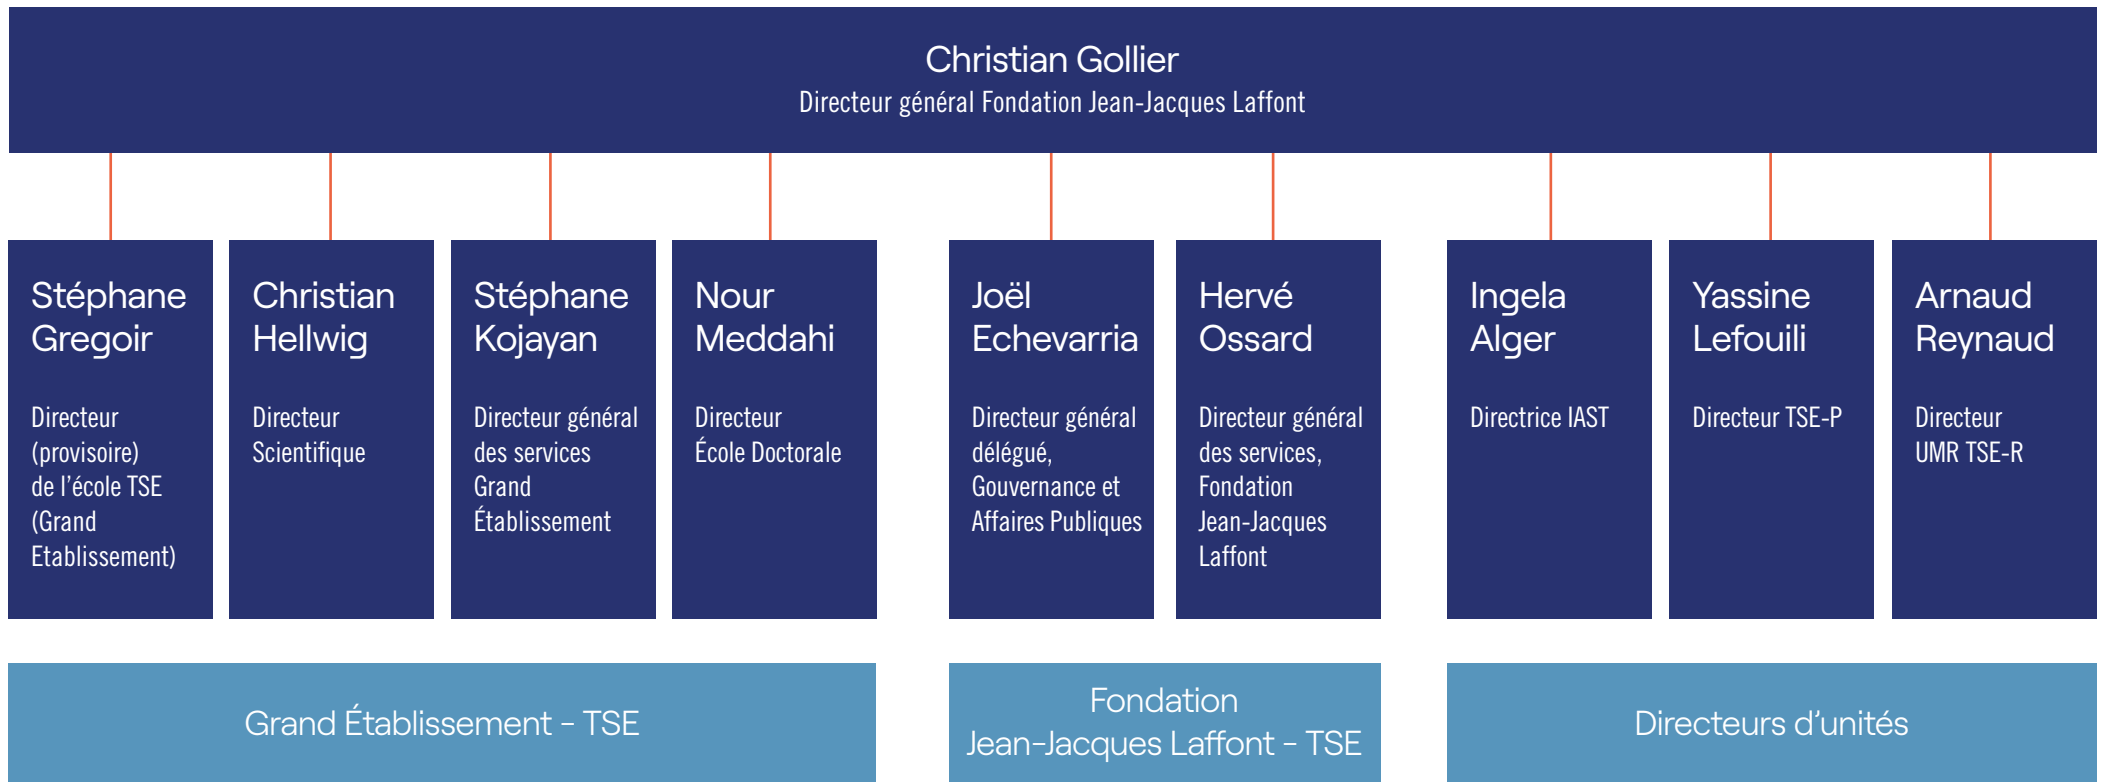 Christian Gollier
Directeur général Fondation Jean-Jacques Laffont
Stéphane
Gregoir
Directeur
(provisoire)
de l’école TSE
(Grand
Etablissement)
Christian
Hellwig
Directeur
Scientifique
Stéphane
Kojayan
Directeur général
des services
Grand
Établissement
Nour
Meddahi
Directeur
École Doctorale
Joël
Echevarria
Directeur général
délégué,
Gouvernance et
Affaires Publiques
Hervé
Ossard
Directeur général
des services,
Fondation
Jean-Jacques
Laffont
Ingela
Alger
Directrice IAST
Yassine
Lefouili
Directeur TSE-P
Arnaud
Reynaud
Directeur
UMR TSE-R
Grand Établissement - TSE
Fondation
Jean-Jacques Laffont - TSE
Directeurs d’unités